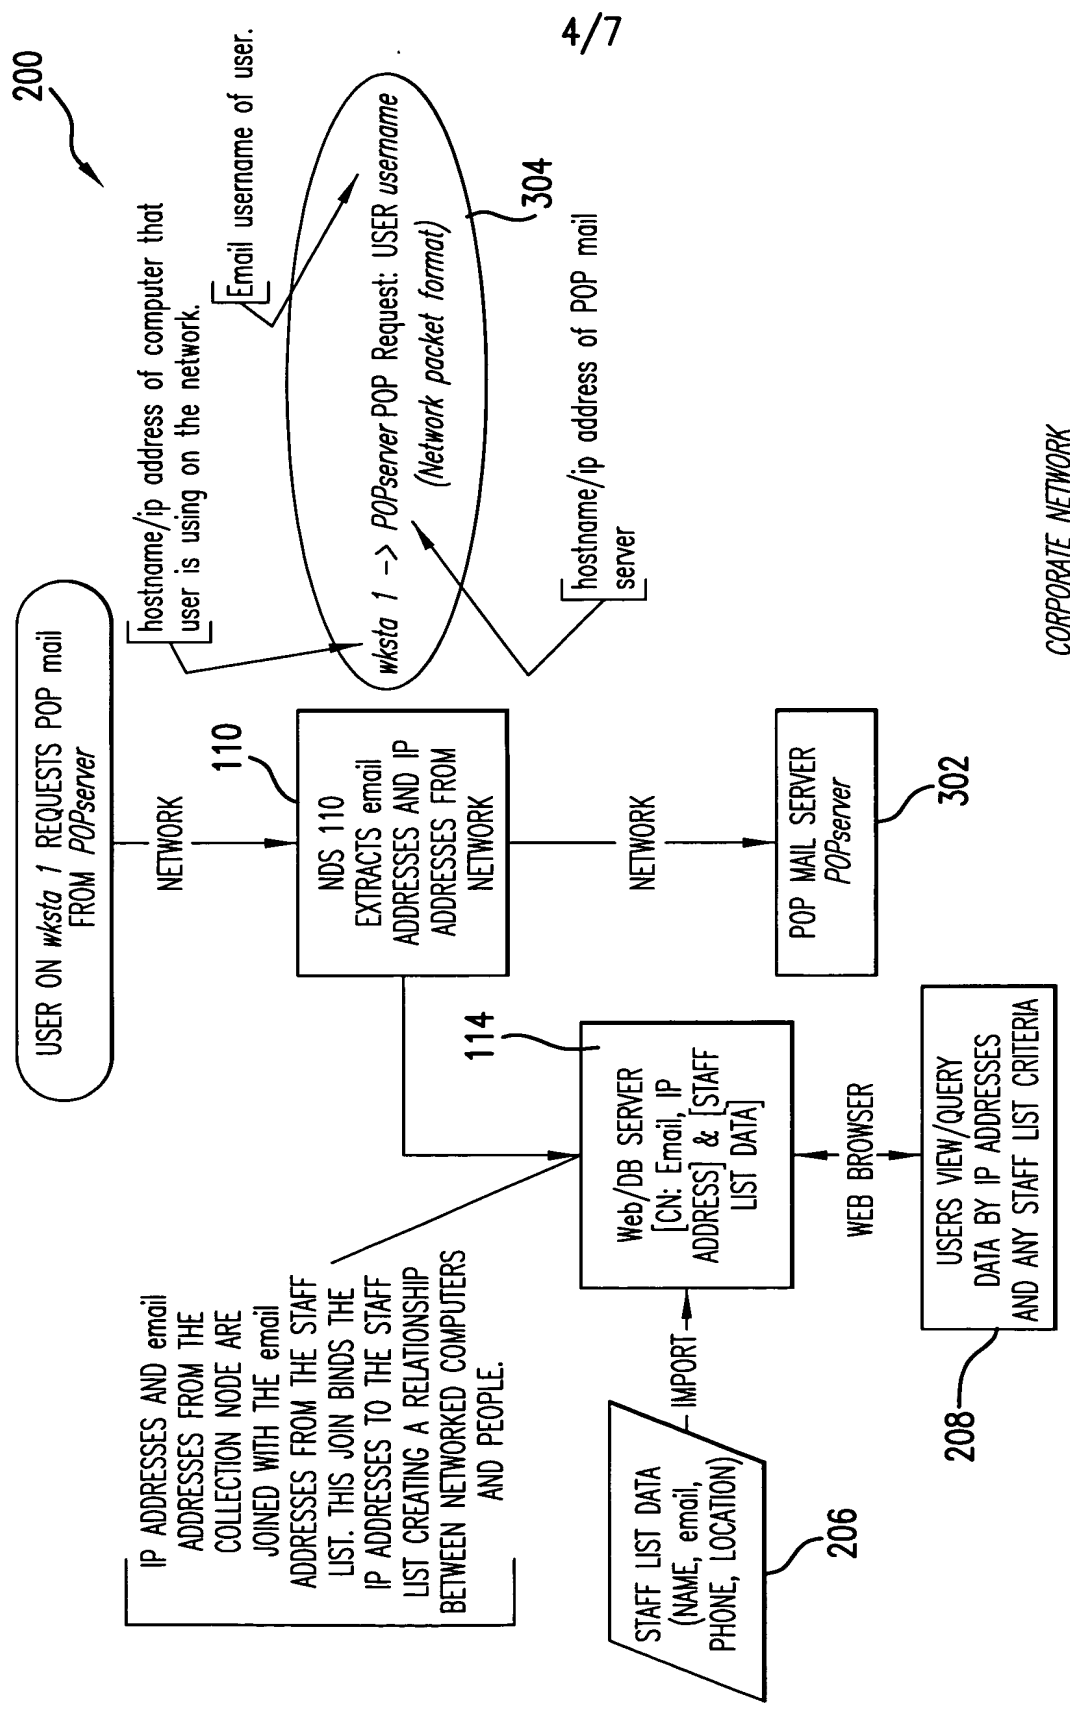 4/7
200
USER ON wksta 1 REQUESTS POP mail
FROM POPserver
hostname/ip address of computer that
user is using on the network.
Email username of user.
wksta 1 -> POPserver POP Request: USER username
(Network packet format)
304
hostname/ip address of POP mail
server
NETWORK
110
NDS 110
EXTRACTS email
ADDRESSES AND IP
ADDRESSES FROM
NETWORK
NETWORK
POP MAIL SERVER
POPserver
302
IP ADDRESSES AND email
ADDRESSES FROM THE
COLLECTION NODE ARE
JOINED WITH THE email
ADDRESSES FROM THE STAFF
LIST. THIS JOIN BINDS THE
IP ADDRESSES TO THE STAFF
LIST CREATING A RELATIONSHIP
BETWEEN NETWORKED COMPUTERS
AND PEOPLE.
114
Web/DB SERVER
[CN: Email, IP
ADDRESS] & [STAFF
LIST DATA]
IMPORT
STAFF LIST DATA
(NAME, email,
PHONE, LOCATION)
206
WEB BROWSER
USERS VIEW/QUERY
DATA BY IP ADDRESSES
AND ANY STAFF LIST CRITERIA
208
CORPORATE NETWORK